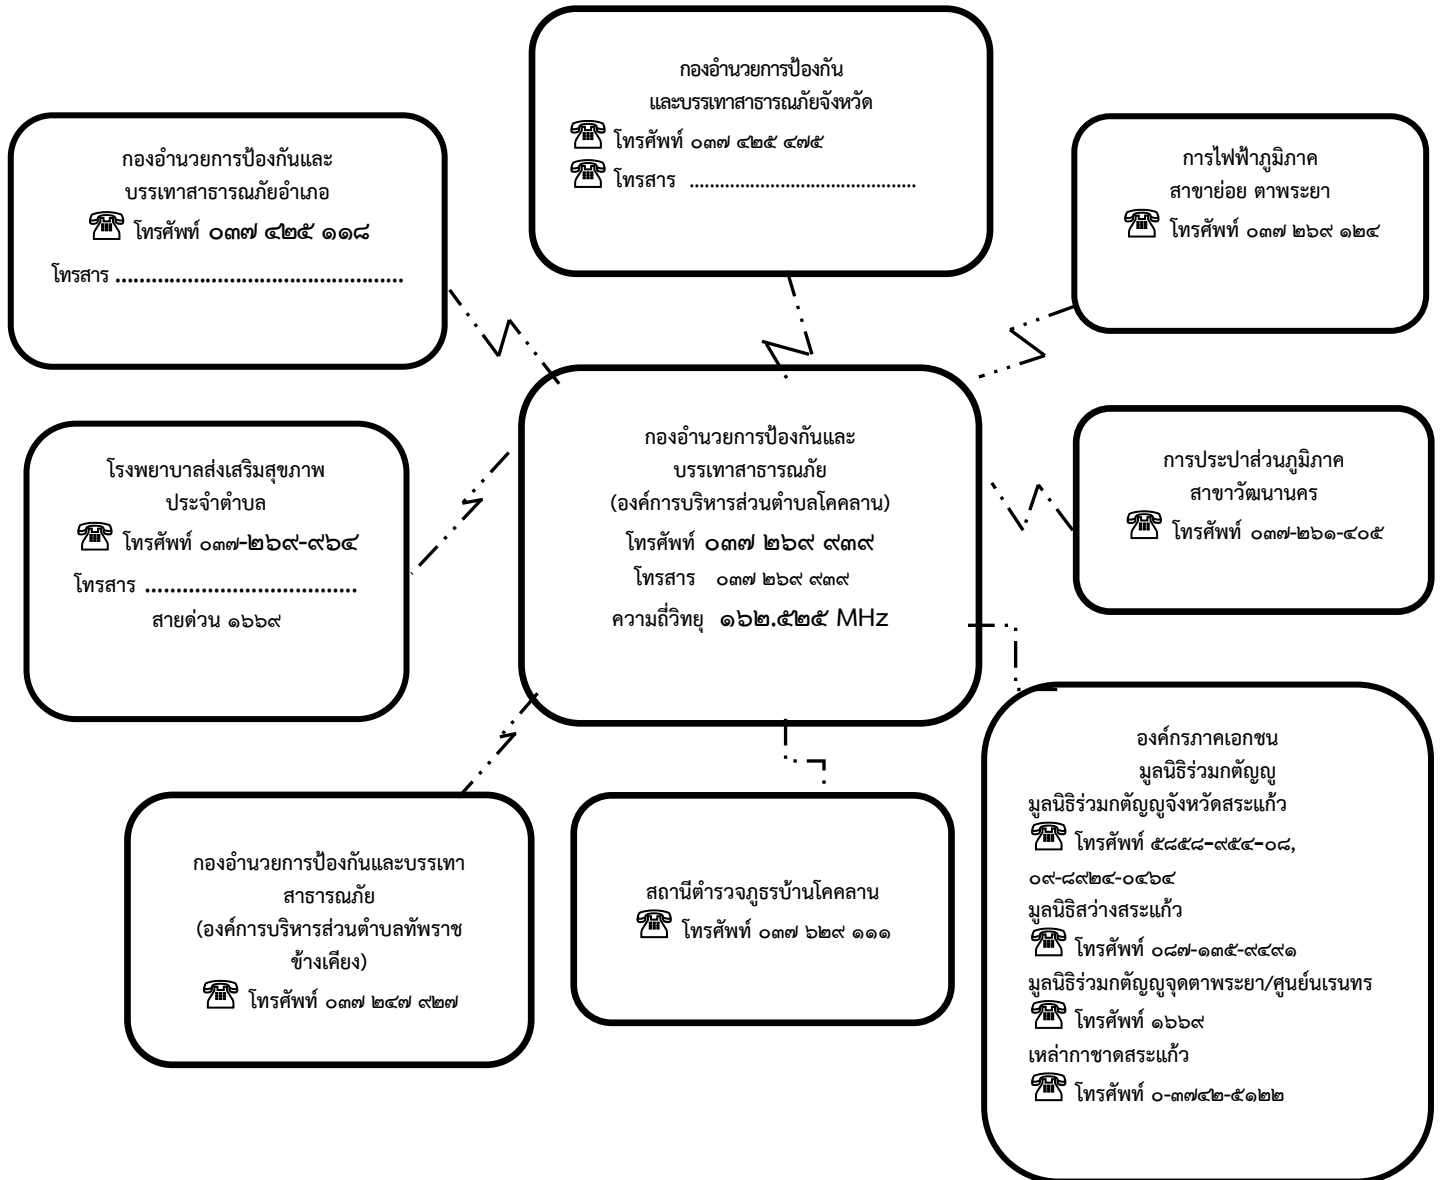 กองอำนวยการป้องกัน
และบรรเทาสาธารณภัยจังหวัด
☎ โทรศัพท์ ๐๓๗ ๔๒๕ ๔๗๕
☎ โทรสาร ............................................
กองอำนวยการป้องกันและ
บรรเทาสาธารณภัยอำเภอ
☎ โทรศัพท์ ๐๓๗ ๔๒๕ ๑๑๘
โทรสาร ................................................
การไฟฟ้าภูมิภาค
สาขาย่อย ตาพระยา
☎ โทรศัพท์ ๐๓๗ ๒๖๙ ๑๒๔
โรงพยาบาลส่งเสริมสุขภาพ
ประจำตำบล
☎ โทรศัพท์ ๐๓๗-๒๖๙-๙๖๔
โทรสาร ...................................
สายด่วน ๑๖๖๙
กองอำนวยการป้องกันและ
บรรเทาสาธารณภัย
(องค์การบริหารส่วนตำบลโคคลาน)
โทรศัพท์ ๐๓๗ ๒๖๙ ๙๓๙
โทรสาร ๐๓๗ ๒๖๙ ๙๓๙
ความถี่วิทยุ ๑๖๒.๕๒๕ MHz
การประปาส่วนภูมิภาค
สาขาวัฒนานคร
☎ โทรศัพท์ ๐๓๗-๒๖๑-๔๐๕
กองอำนวยการป้องกันและบรรเทา
สาธารณภัย
(องค์การบริหารส่วนตำบลทัพราช
ข้างเคียง)
☎ โทรศัพท์ ๐๓๗ ๒๔๗ ๙๒๗
สถานีตำรวจภูธรบ้านโคคลาน
☎ โทรศัพท์ ๐๓๗ ๖๒๙ ๑๑๑
องค์กรภาคเอกชน
มูลนิธิร่วมกตัญญู
มูลนิธิร่วมกตัญญูจังหวัดสระแก้ว
☎ โทรศัพท์ ๕๘๕๘-๙๕๔-๐๘,
๐๙-๘๙๒๔-๐๔๖๔
มูลนิธิสว่างสระแก้ว
☎ โทรศัพท์ ๐๘๗-๑๓๕-๙๔๙๑
มูลนิธิร่วมกตัญญูจุดตาพระยา/ศูนย์นเรนทร
☎ โทรศัพท์ ๑๖๖๙
เหล่ากาชาดสระแก้ว
☎ โทรศัพท์ ๐-๓๗๔๒-๕๑๒๒